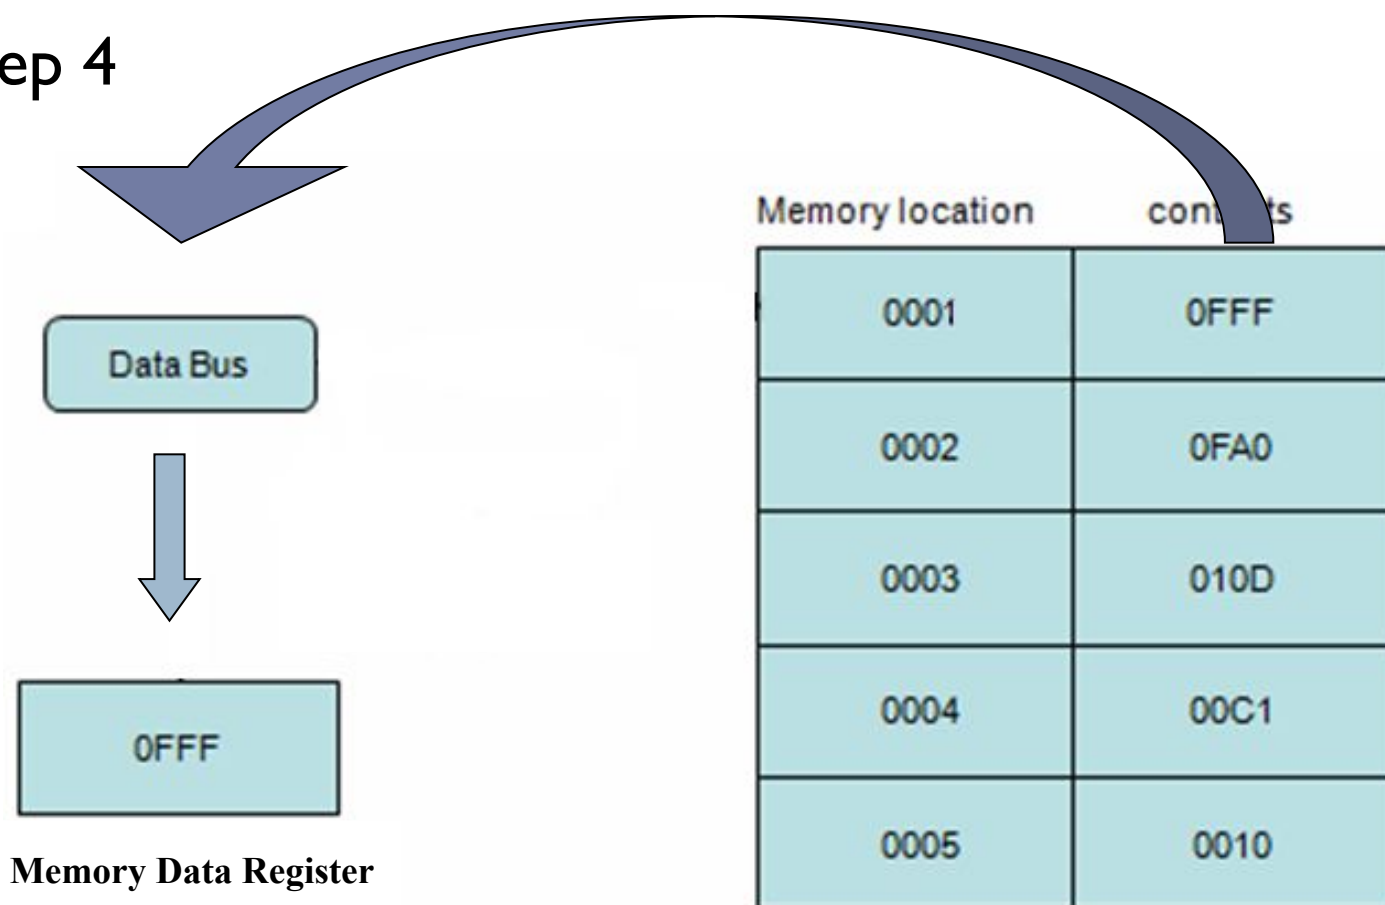 ep 4
Memory location contents
0001 0FFF
Data Bus
0002 0FA0
0003 010D
0004 00C1
0FFF
0005 0010
Memory Data Register